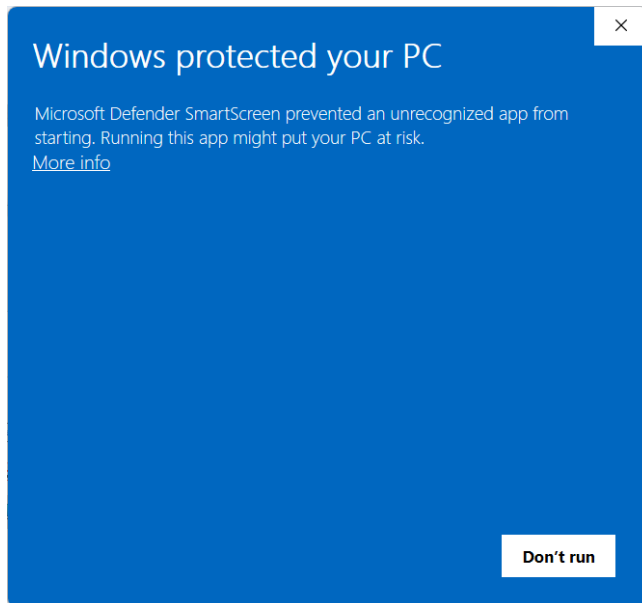 Windows protected your PC
Microsoft Defender SmartScreen prevented an unrecognized app from
starting. Running this app might put your PC at risk.
More info
Don’t run